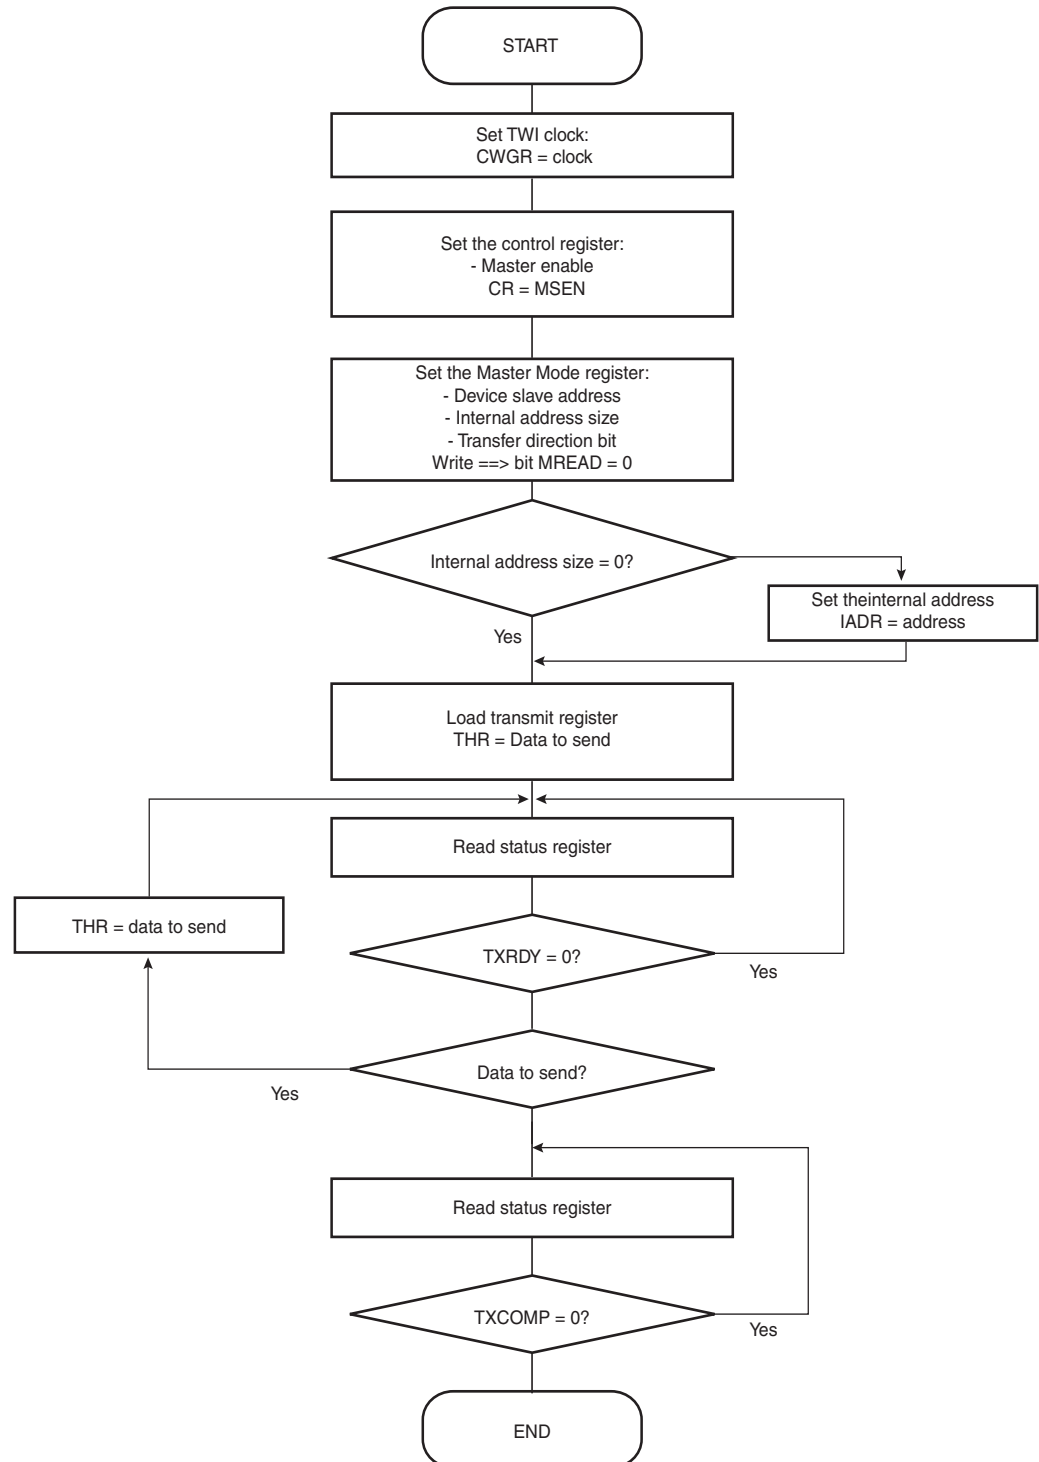 START
Set TWI clock:
CWGR = clock
Set the control register:
- Master enable
CR = MSEN
Set the Master Mode register:
- Device slave address
- Internal address size
- Transfer direction bit
Write ==> bit MREAD = 0
Internal address size = 0?
Set theinternal address
IADR = address
Yes
Load transmit register
THR = Data to send
Read status register
THR = data to send
TXRDY = 0?
Yes
Data to send?
Yes
Read status register
TXCOMP = 0?
Yes
END